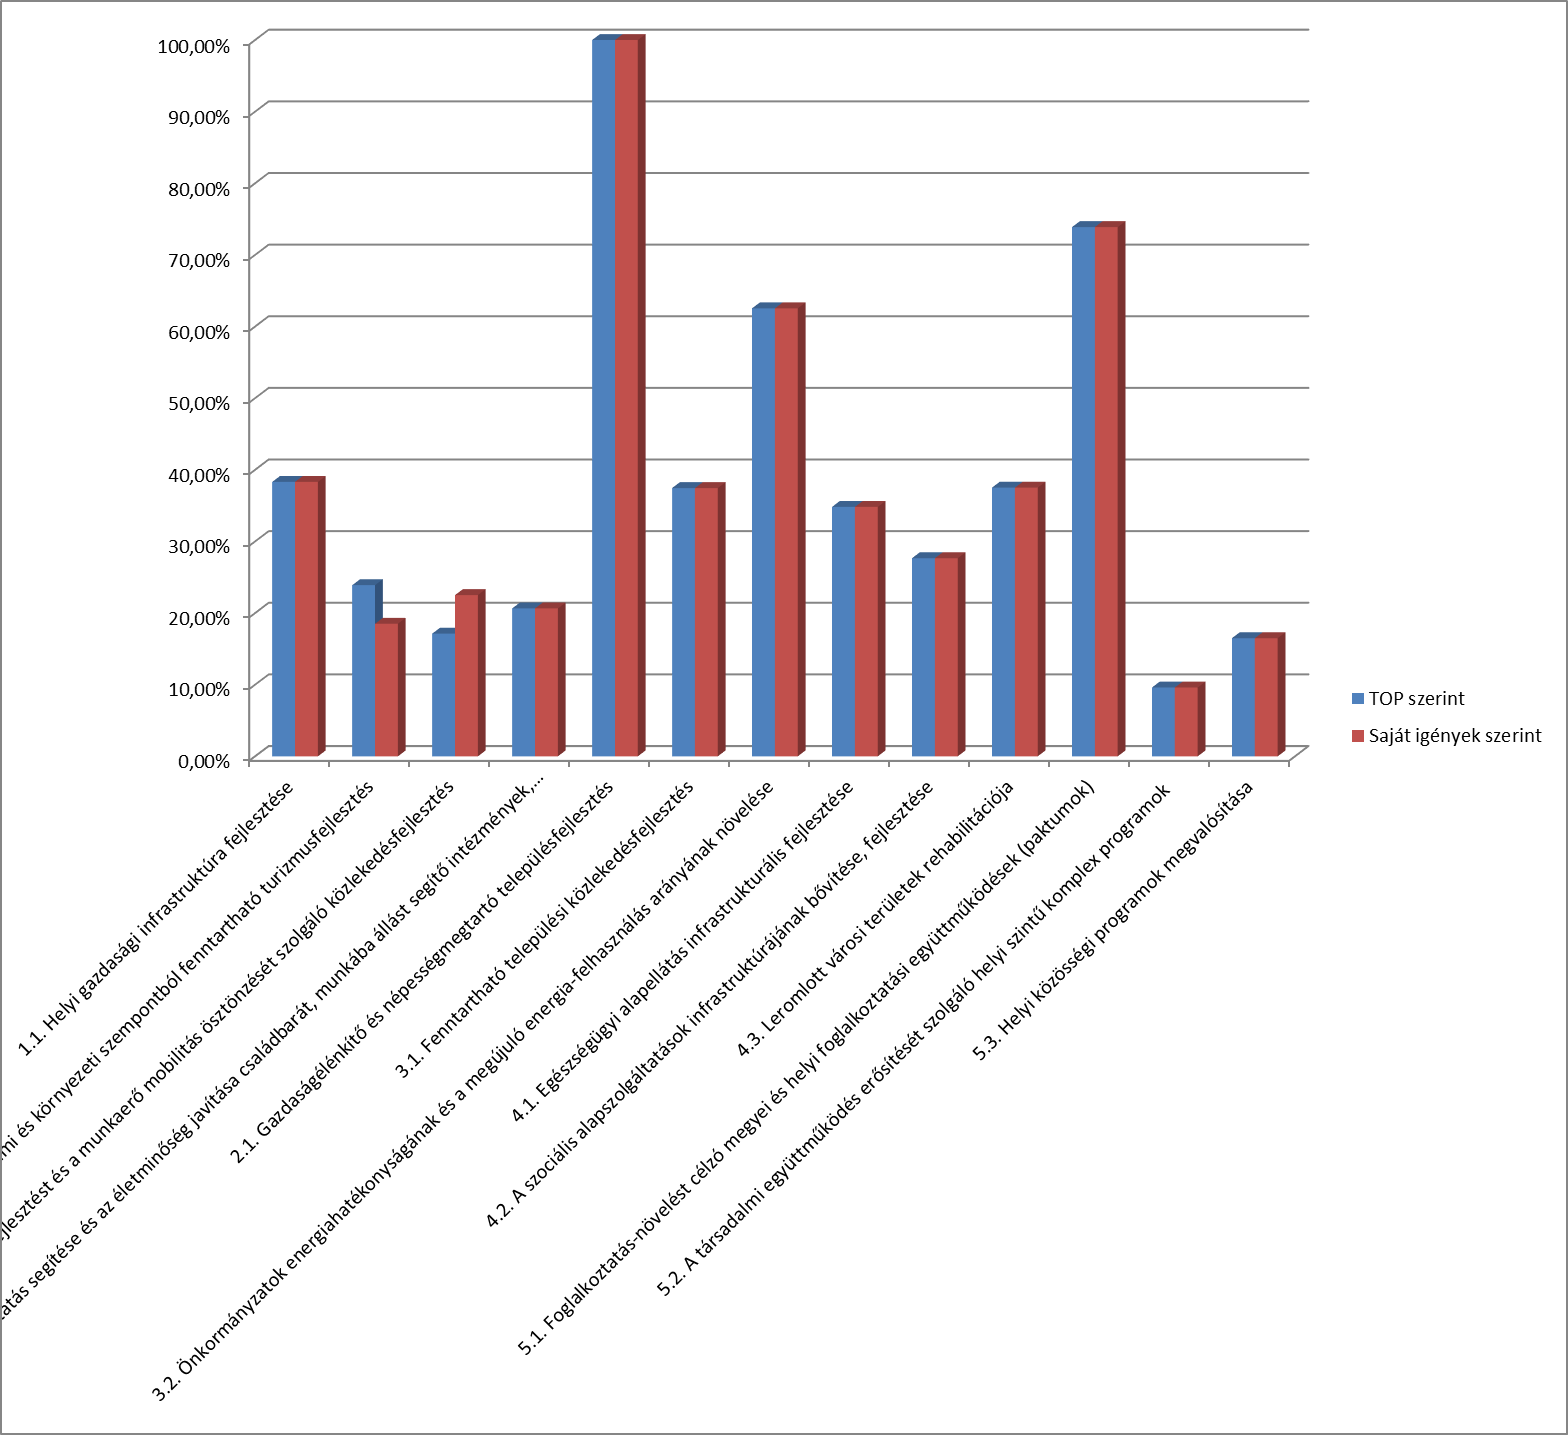 100,00%
90,00%
80,00%
70,00%
60,00%
50,00%
40,00%
30,00%
20,00%
10,00%
0,00%
TOP szerint
Saját igények szerint
1.1. Helyi gazdasági infrastruktúra fejlesztése
és környezeti szempontból fenntartható turizmusfejlesztés
és a munkaerő mobilitás ösztönzését szolgáló közlekedésfejlesztés
segítése és az életminőség javítása családbarát, munkába állást segítő intézmények,...
2.1. Gazdaságélénkítő és népességmegtartó településfejlesztés
3.1. Fenntartható települési közlekedésfejlesztés
3.2. Önkormányzatok energiahatékonyságának és a megújuló energia-felhasználás arányának növelése
4.1. Egészségügyi alapellátás infrastrukturális fejlesztése
4.2. A szociális alapszolgáltatások infrastruktúrájának bővítése, fejlesztése
4.3. Leromlott városi területek rehabilitációja
5.1. Foglalkoztatás-növelést célzó megyei és helyi foglalkoztatási együttműködések (paktumok)
5.2. A társadalmi együttműködés erősítését szolgáló helyi szintű komplex programok
5.3. Helyi közösségi programok megvalósítása